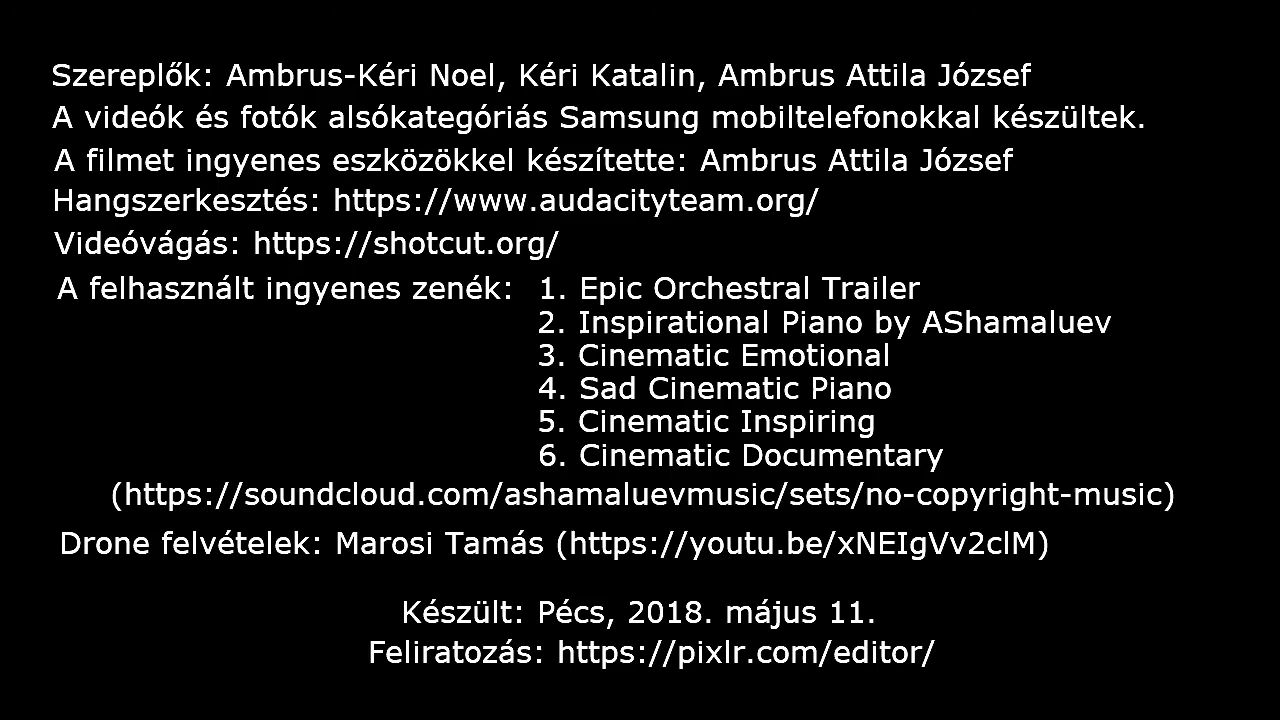 Szereplők: Ambrus-Kéri Noel, Kéri Katalin, Ambrus Attila József
A videók és fotók alsókategóriás Samsung mobiltelefonokkal készültek.
A filmet ingyenes eszközökkel készítette: Ambrus Attila József
Hangszerkesztés: https://www.audacityteam.org/
Videóvágás: https://shotcut.org/
A felhasznált ingyenes zenék: 1. Epic Orchestral Trailer
2. Inspirational Piano by AShamaluev
3. Cinematic Emotional
4. Sad Cinematic Piano
5. Cinematic Inspiring
6. Cinematic Documentary
(https://soundcloud.com/ashamaluevmusic/sets/no-copyright-music)
Drone felvételek: Marosi Tamás (https://youtu.be/xNEIgVv2clM)
Készült: Pécs, 2018. május 11.
Feliratozás: https://pixlr.com/editor/